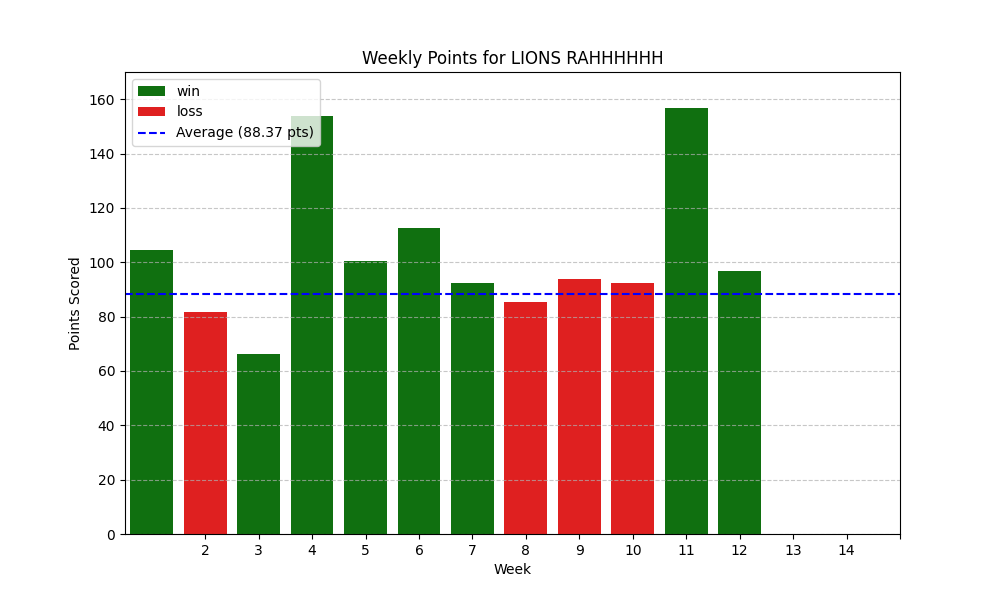 Weekly Points for LIONS RAHHHHHH
win
loss
Average (88.37 pts)
Points Scored
160
140
120
100
80
60
40
20
0
2 3 4 5 6 7 8 9 10 11 12 13 14
Week